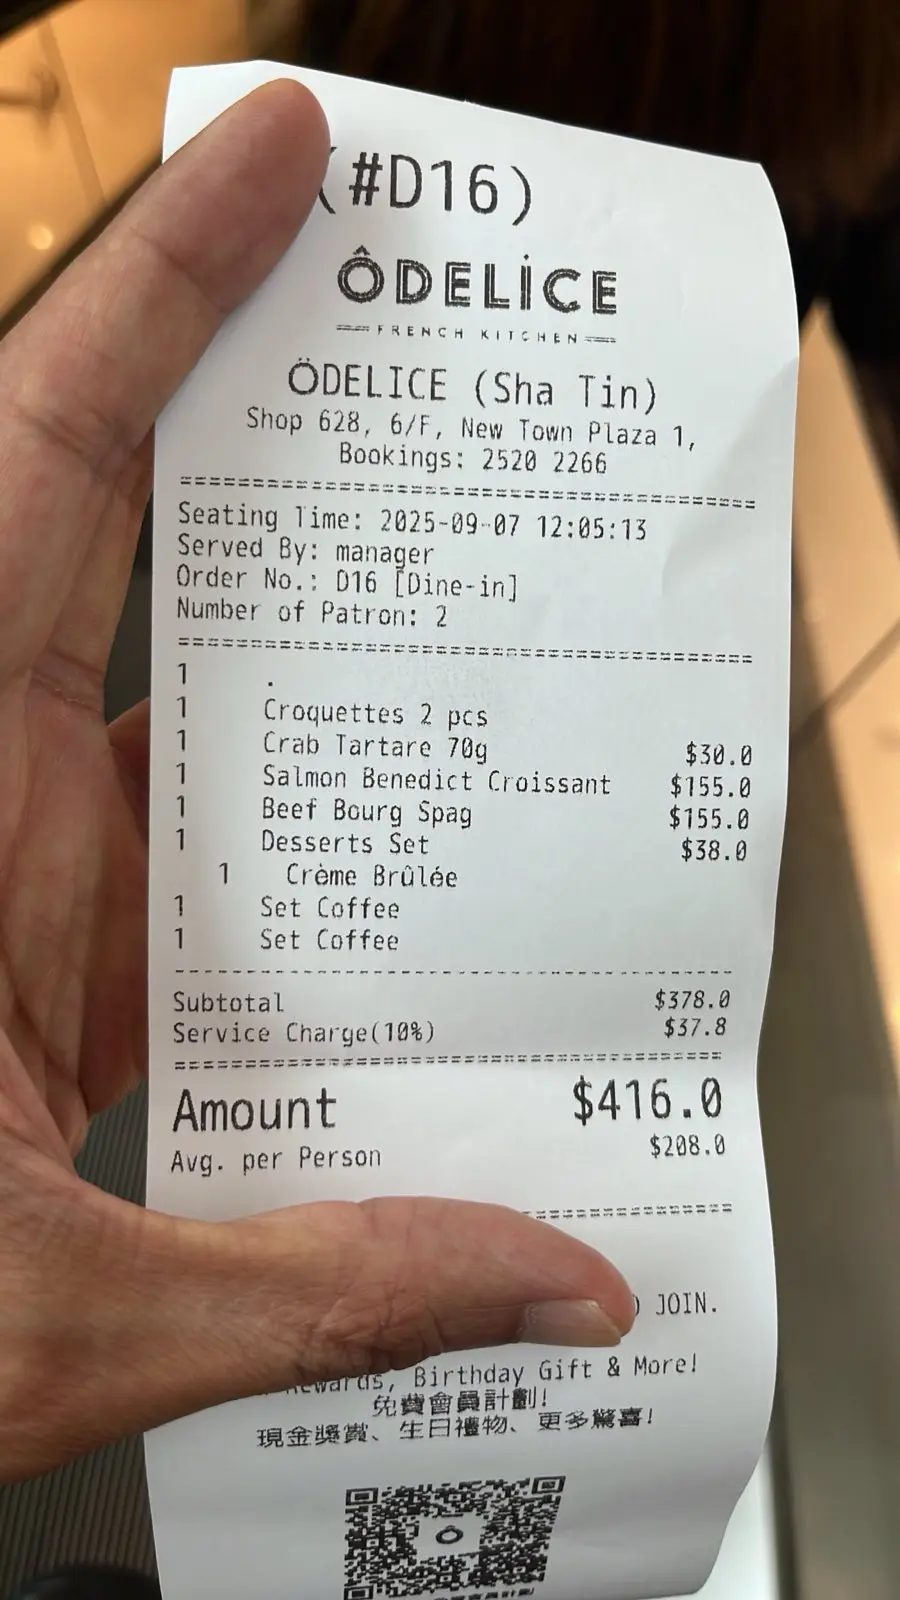 (#D16)
ÔDELİCE
FRENCH KITCHEN
ÖDELICE (Sha Tin)
Shop 628, 6/F, New Town Plaza 1,
Bookings: 2520 2266
Seating Time: 2025-09-07 12:05:13
Served By: manager
Order No.: D16 [Dine-in]
Number of Patron: 2
1 .
1 Croquettes 2 pcs
1 Crab Tartare 70g $30.0
1 Salmon Benedict Croissant $155.0
1 Beef Bourg Spag $155.0
1 Desserts Set $38.0
1 Crème Brûlée
1 Set Coffee
1 Set Coffee
Subtotal $378.0
Service Charge(10%) $37.8
Amount $416.0
Avg. per Person $208.0
JOIN.
Rewards, Birthday Gift & More!
免費會員計劃!
現金獎賞、生日禮物、更多驚喜!